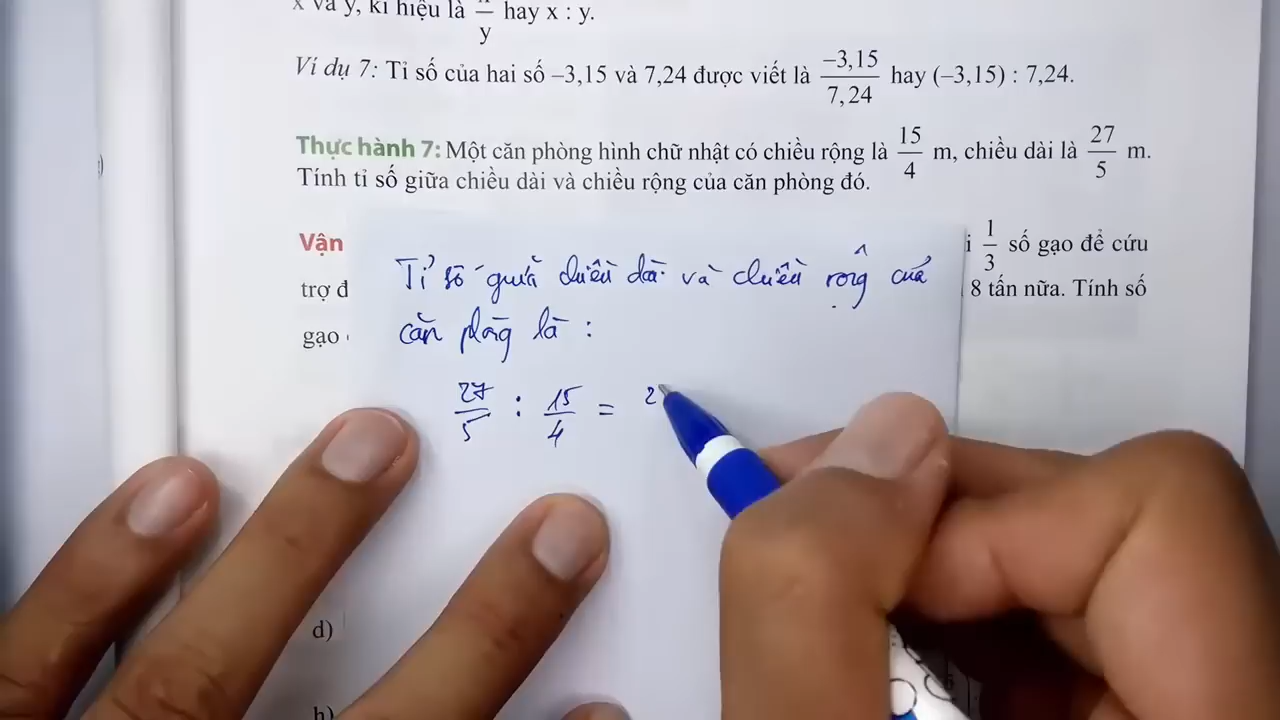 x và y, kí hiệu là x/y hay x : y.
Ví dụ 7: Tỉ số của hai số –3,15 và 7,24 được viết là –3,15/7,24 hay (–3,15) : 7,24.
Thực hành 7: Một căn phòng hình chữ nhật có chiều rộng là 15/4 m, chiều dài là 27/5 m.
Tính tỉ số giữa chiều dài và chiều rộng của căn phòng đó.
Vận i 1/3 số gạo để cứu
trợ đ 8 tấn nữa. Tính số
gạo
Tỉ số giữa chiều dài và chiều rộng của
căn phòng là :
27/5 : 15/4 = 2
d)
h)